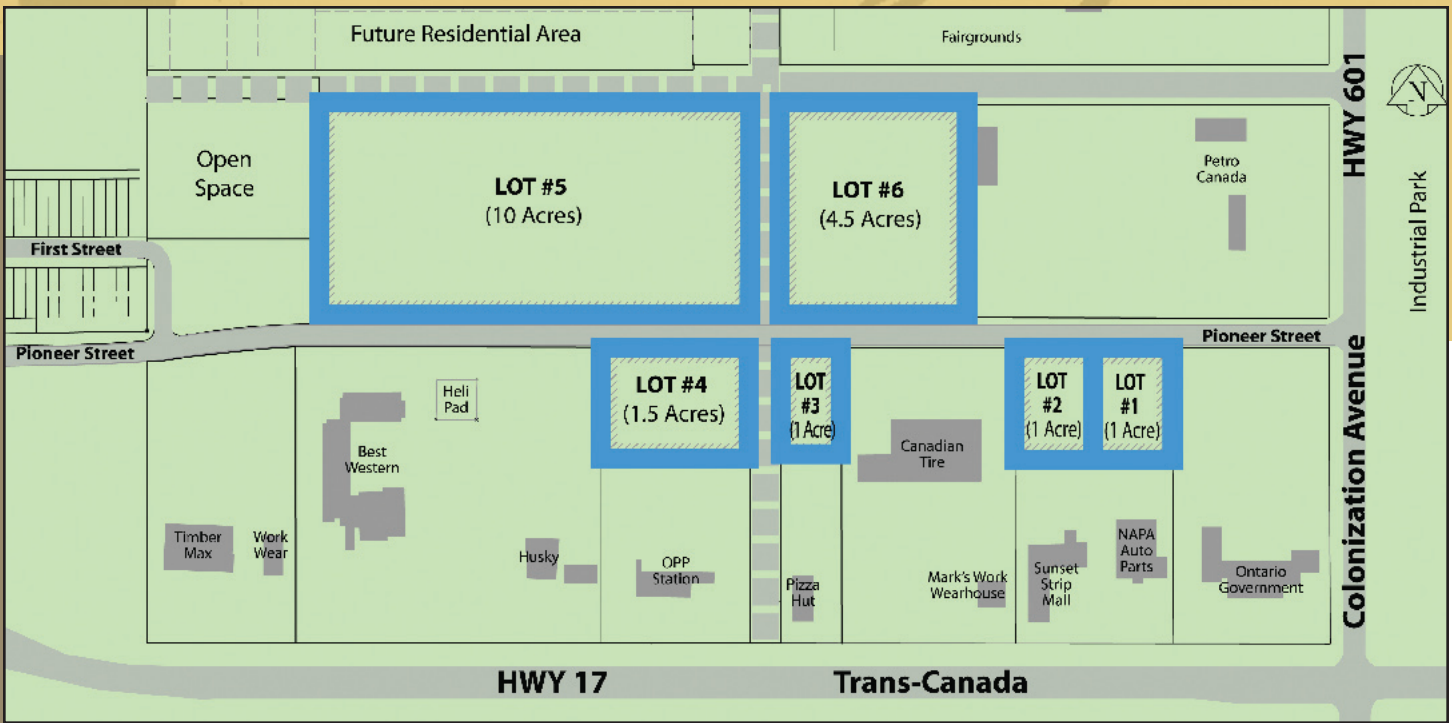 Future Residential Area
Fairgrounds
HWY 601
N
Open
Space
LOT #5
(10 Acres)
LOT #6
(4.5 Acres)
Petro
Canada
Industrial Park
First Street
Pioneer Street
Pioneer Street
Heli
Pad
LOT #4
(1.5 Acres)
LOT
#3
(1 Acre)
LOT
#2
(1 Acre)
LOT
#1
(1 Acre)
Best
Western
Canadian
Tire
Colonization Avenue
Timber
Max
Work
Wear
Husky
OPP
Station
Pizza
Hut
Mark's Work
Wearhouse
Sunset
Strip
Mall
NAPA
Auto
Parts
Ontario
Government
HWY 17
Trans-Canada